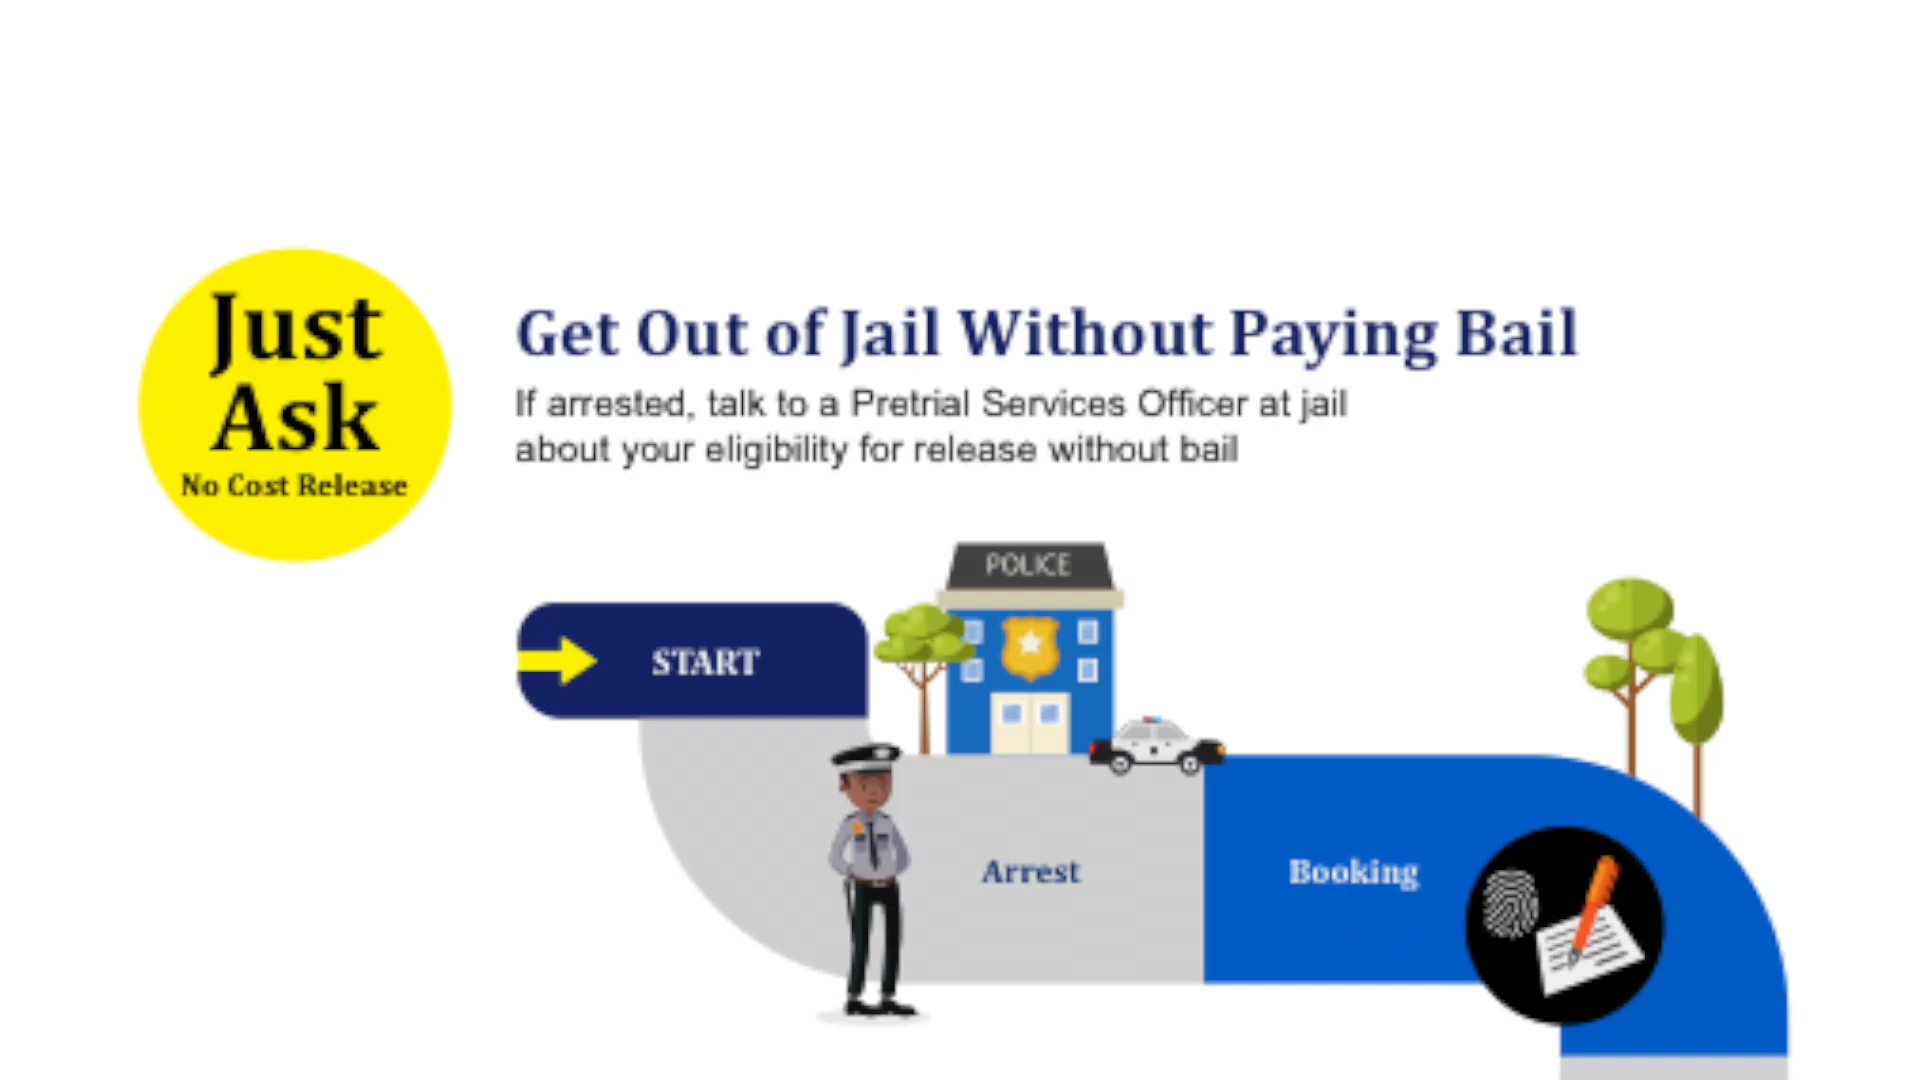 Just
Ask
No Cost Release
Get Out of Jail Without Paying Bail
If arrested, talk to a Pretrial Services Officer at jail
about your eligibility for release without bail
POLICE
START
Arrest
Booking